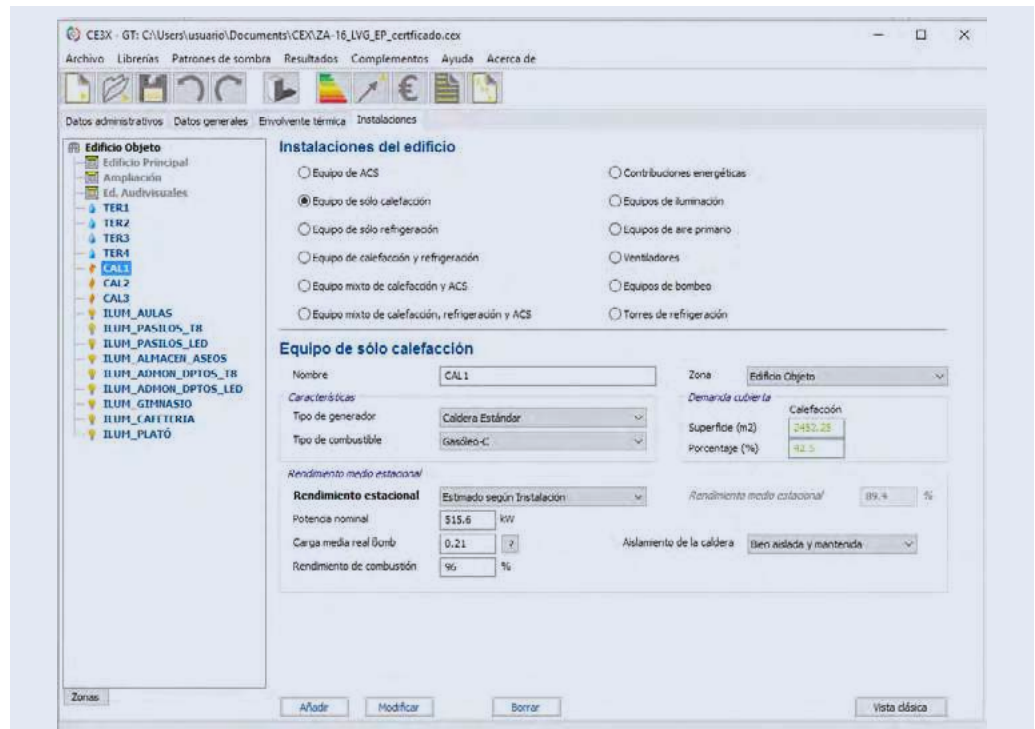 CE3X - GT: C:\Users\usuario\Documents\CEX\ZA-16_LVG_EP_certficado.cex
Archivo Librerías Patrones de sombra Resultados Complementos Ayuda Acerca de
Datos administrativos Datos generales Envolvente térmica Instalaciones
Edificio Objeto
Edificio Principal
Ampliación
Ed. Audivisuales
TER1
TER2
TER3
TER4
CAL1
CAL2
CAL3
ILUM_AULAS
ILUM_PASILOS_T8
ILUM_PASILOS_LED
ILUM_ALMACEN_ASEOS
ILUM_ADMON_DPTOS_T8
ILUM_ADMON_DPTOS_LED
ILUM_GIMNASIO
ILUM_CAFETERIA
ILUM_PLATÓ
Zonas
Instalaciones del edificio
Equipo de ACS
Equipo de sólo calefacción
Equipo de sólo refrigeración
Equipo de calefacción y refrigeración
Equipo mixto de calefacción y ACS
Equipo mixto de calefacción, refrigeración y ACS
Contribuciones energéticas
Equipos de iluminación
Equipos de aire primario
Ventiladores
Equipos de bombeo
Torres de refrigeración
Equipo de sólo calefacción
Nombre CAL1 Zona Edificio Objeto
Características
Tipo de generador Caldera Estándar
Tipo de combustible Gasóleo-C
Demanda cubierta
Calefacción
Superficie (m2) 2452.25
Porcentaje (%) 42.5
Rendimiento medio estacional
Rendimiento estacional Estimado según Instalación Rendimiento medio estacional 89.4 %
Potencia nominal 515.6 kW
Carga media real βcmb 0.21 ? Aislamiento de la caldera Bien aislada y mantenida
Rendimiento de combustión 96 %
Añadir Modificar Borrar Vista clásica